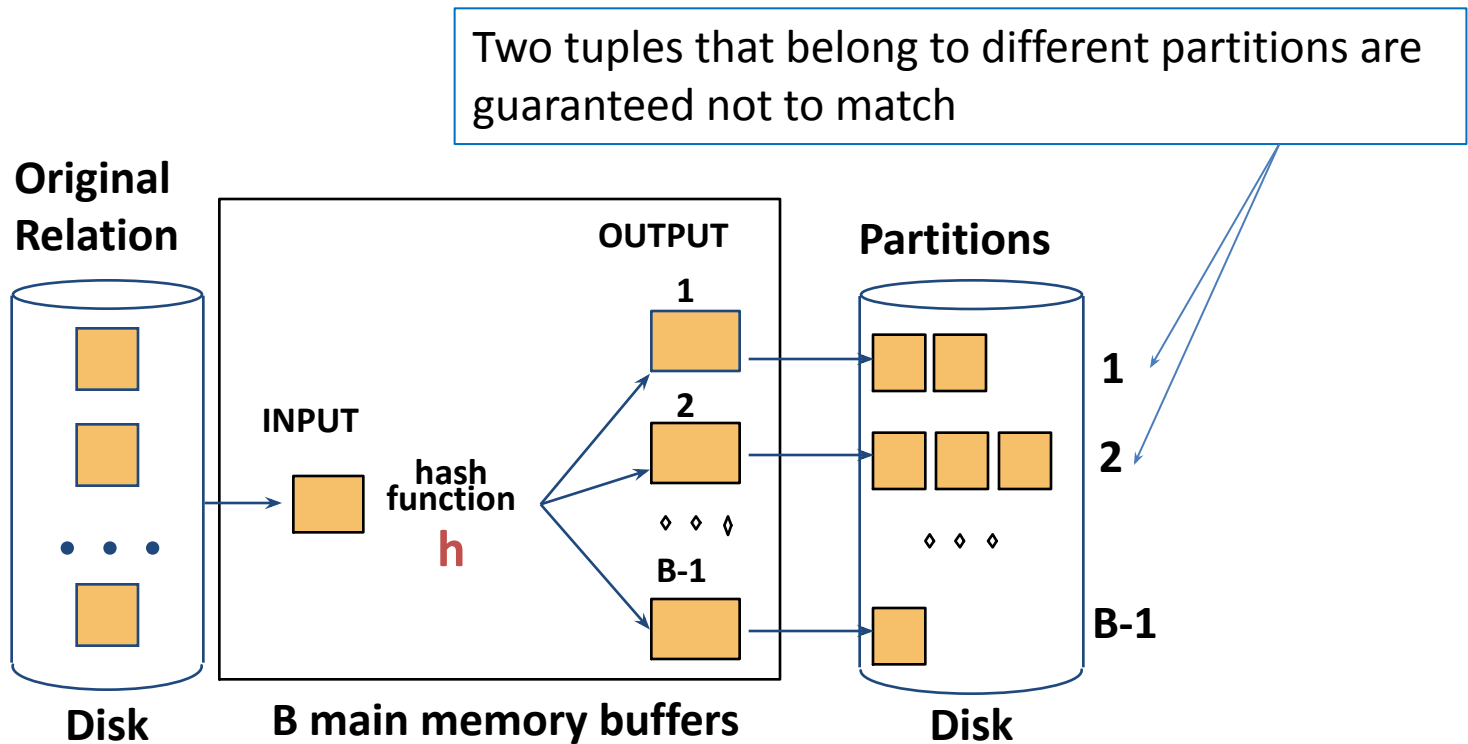 Two tuples that belong to different partitions are
guaranteed not to match
Original
Relation
OUTPUT
Partitions
1
1
INPUT
2
2
hash
function
h
B-1
B-1
Disk
B main memory buffers
Disk